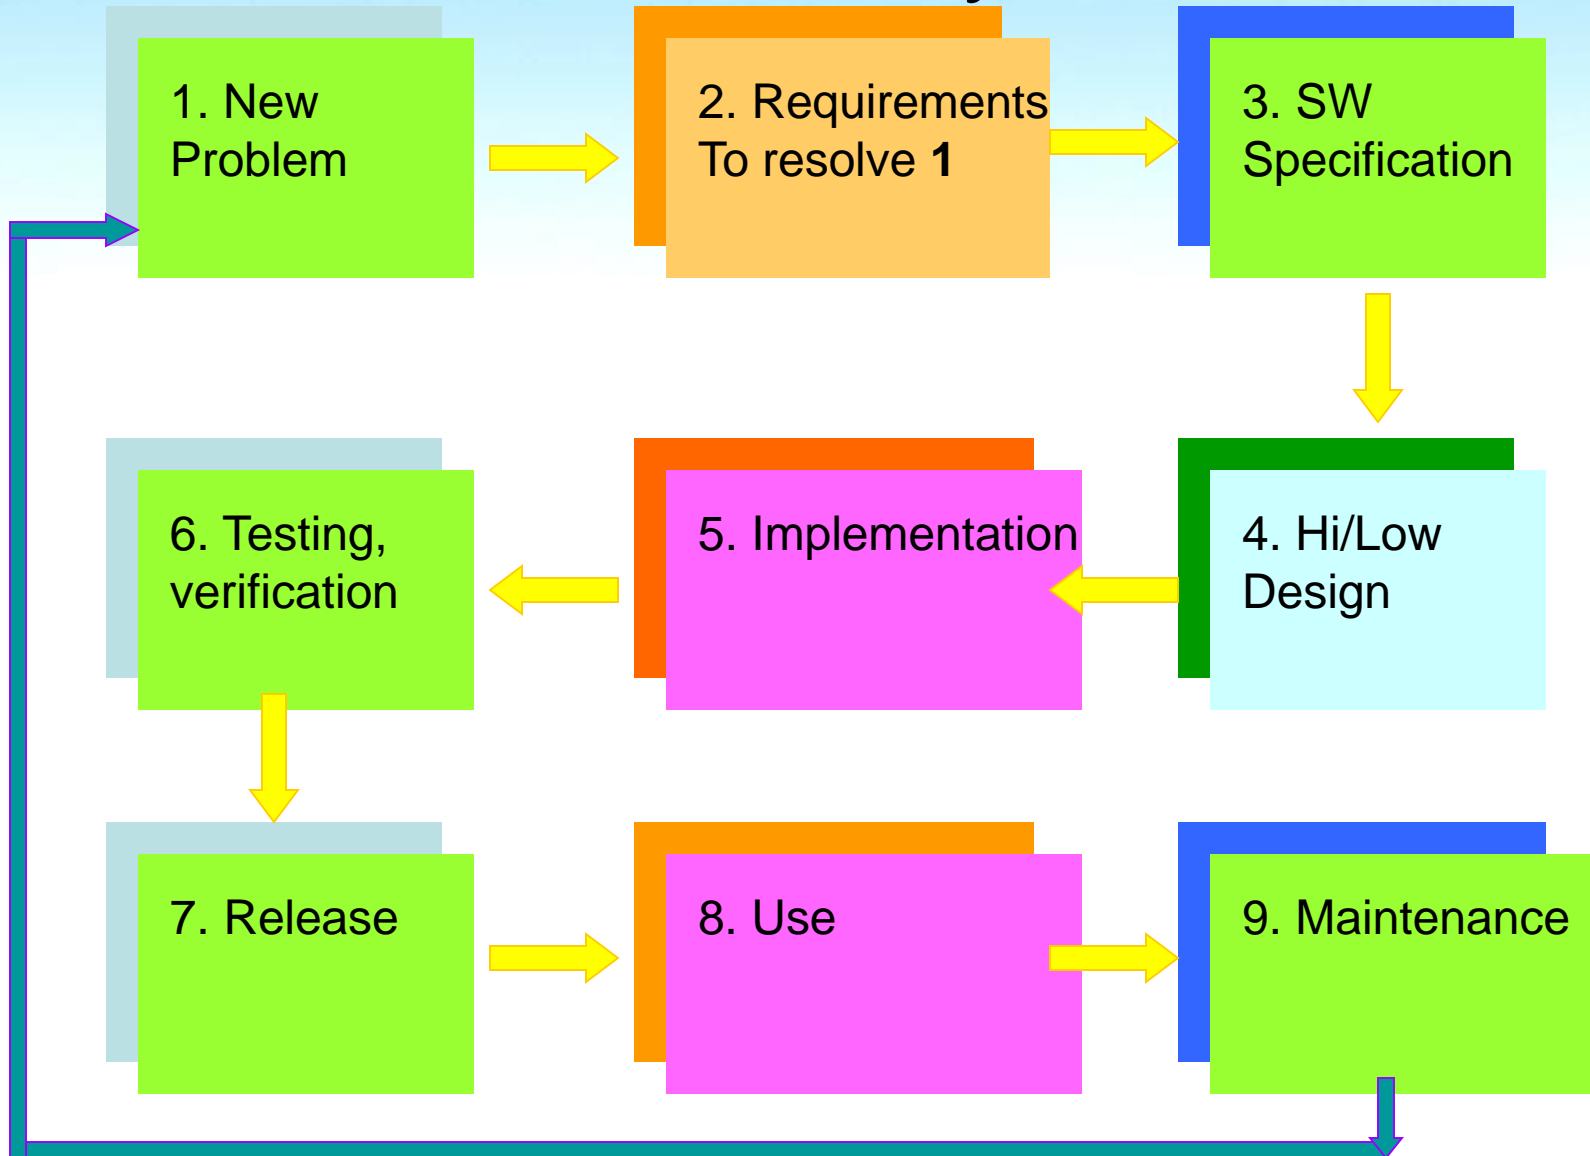 1. New
Problem
2. Requirements
To resolve 1
3. SW
Specification
6. Testing,
verification
5. Implementation
4. Hi/Low
Design
7. Release
8. Use
9. Maintenance